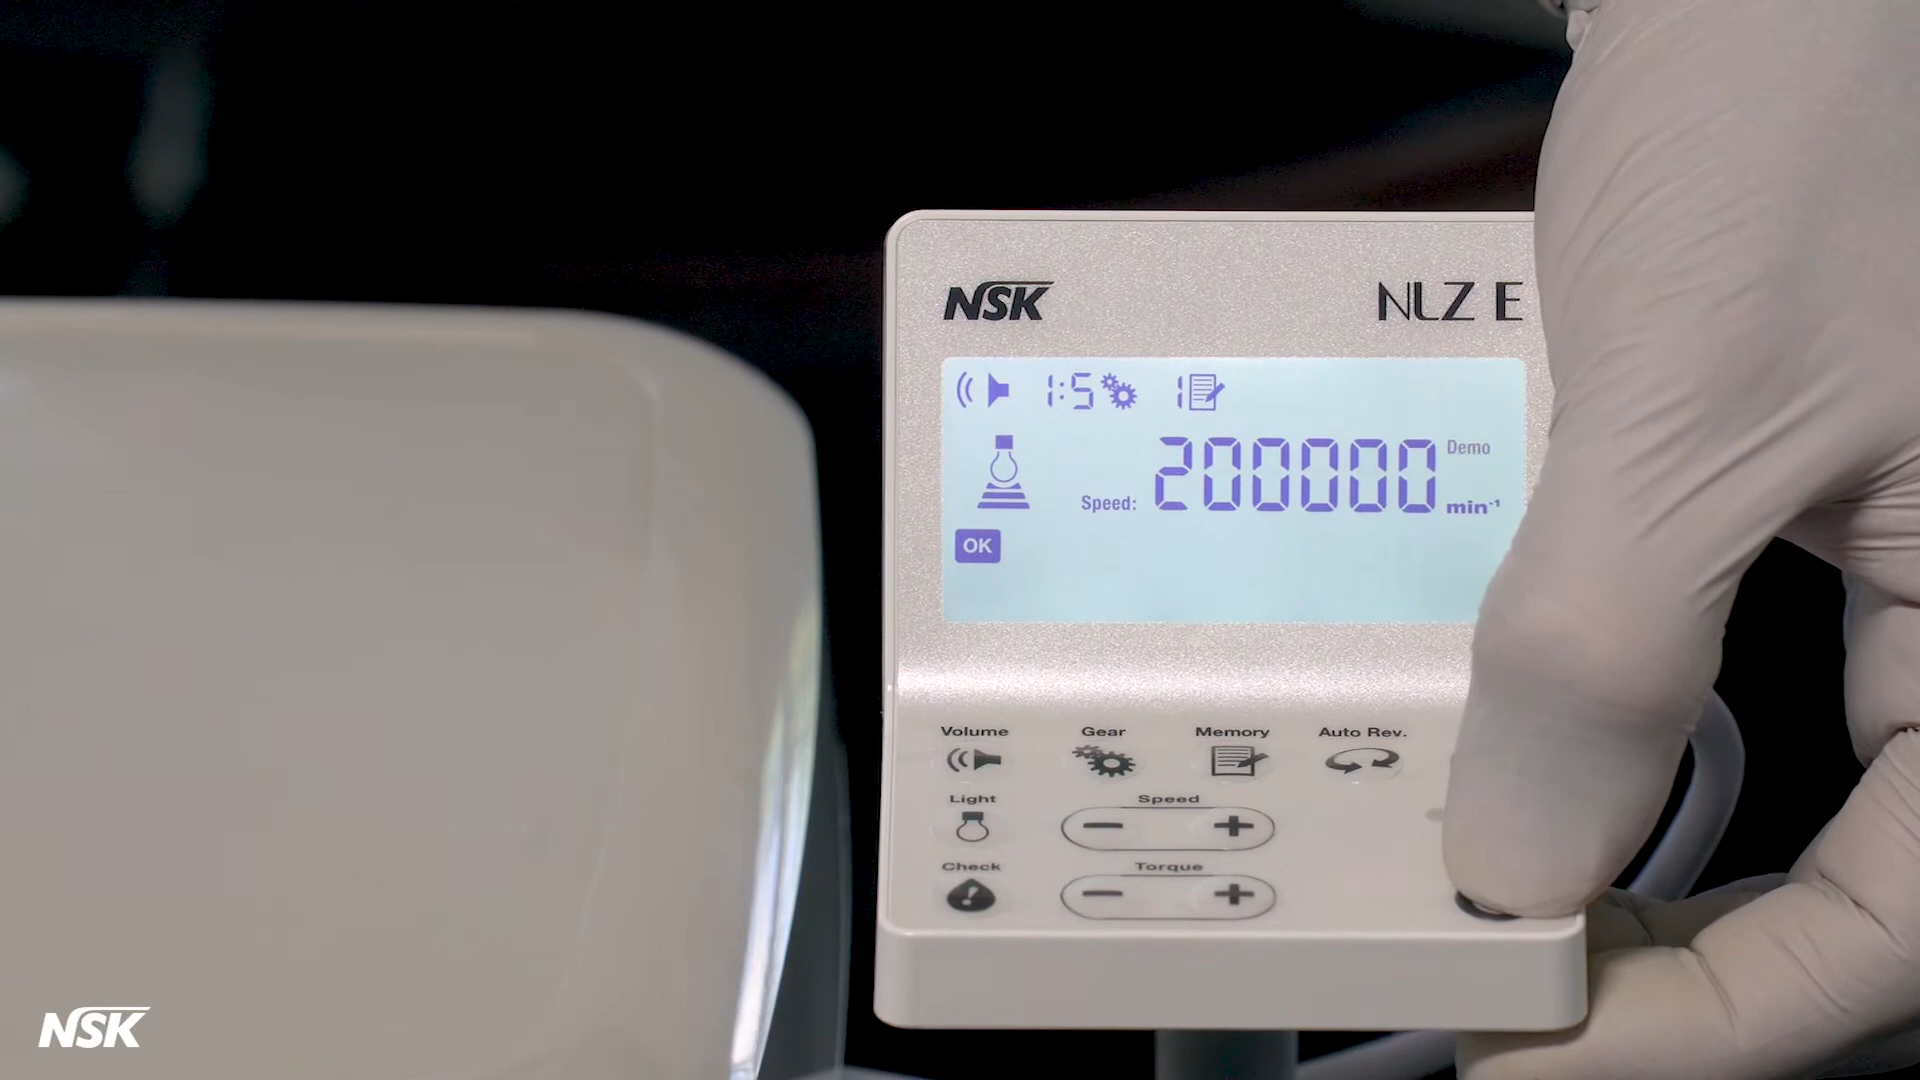 NSK NLZ E
1:5 1
200000 Demo
Speed: min⁻¹
OK
Volume Gear Memory Auto Rev.
Light Speed
− +
Check Torque
! − +
NSK